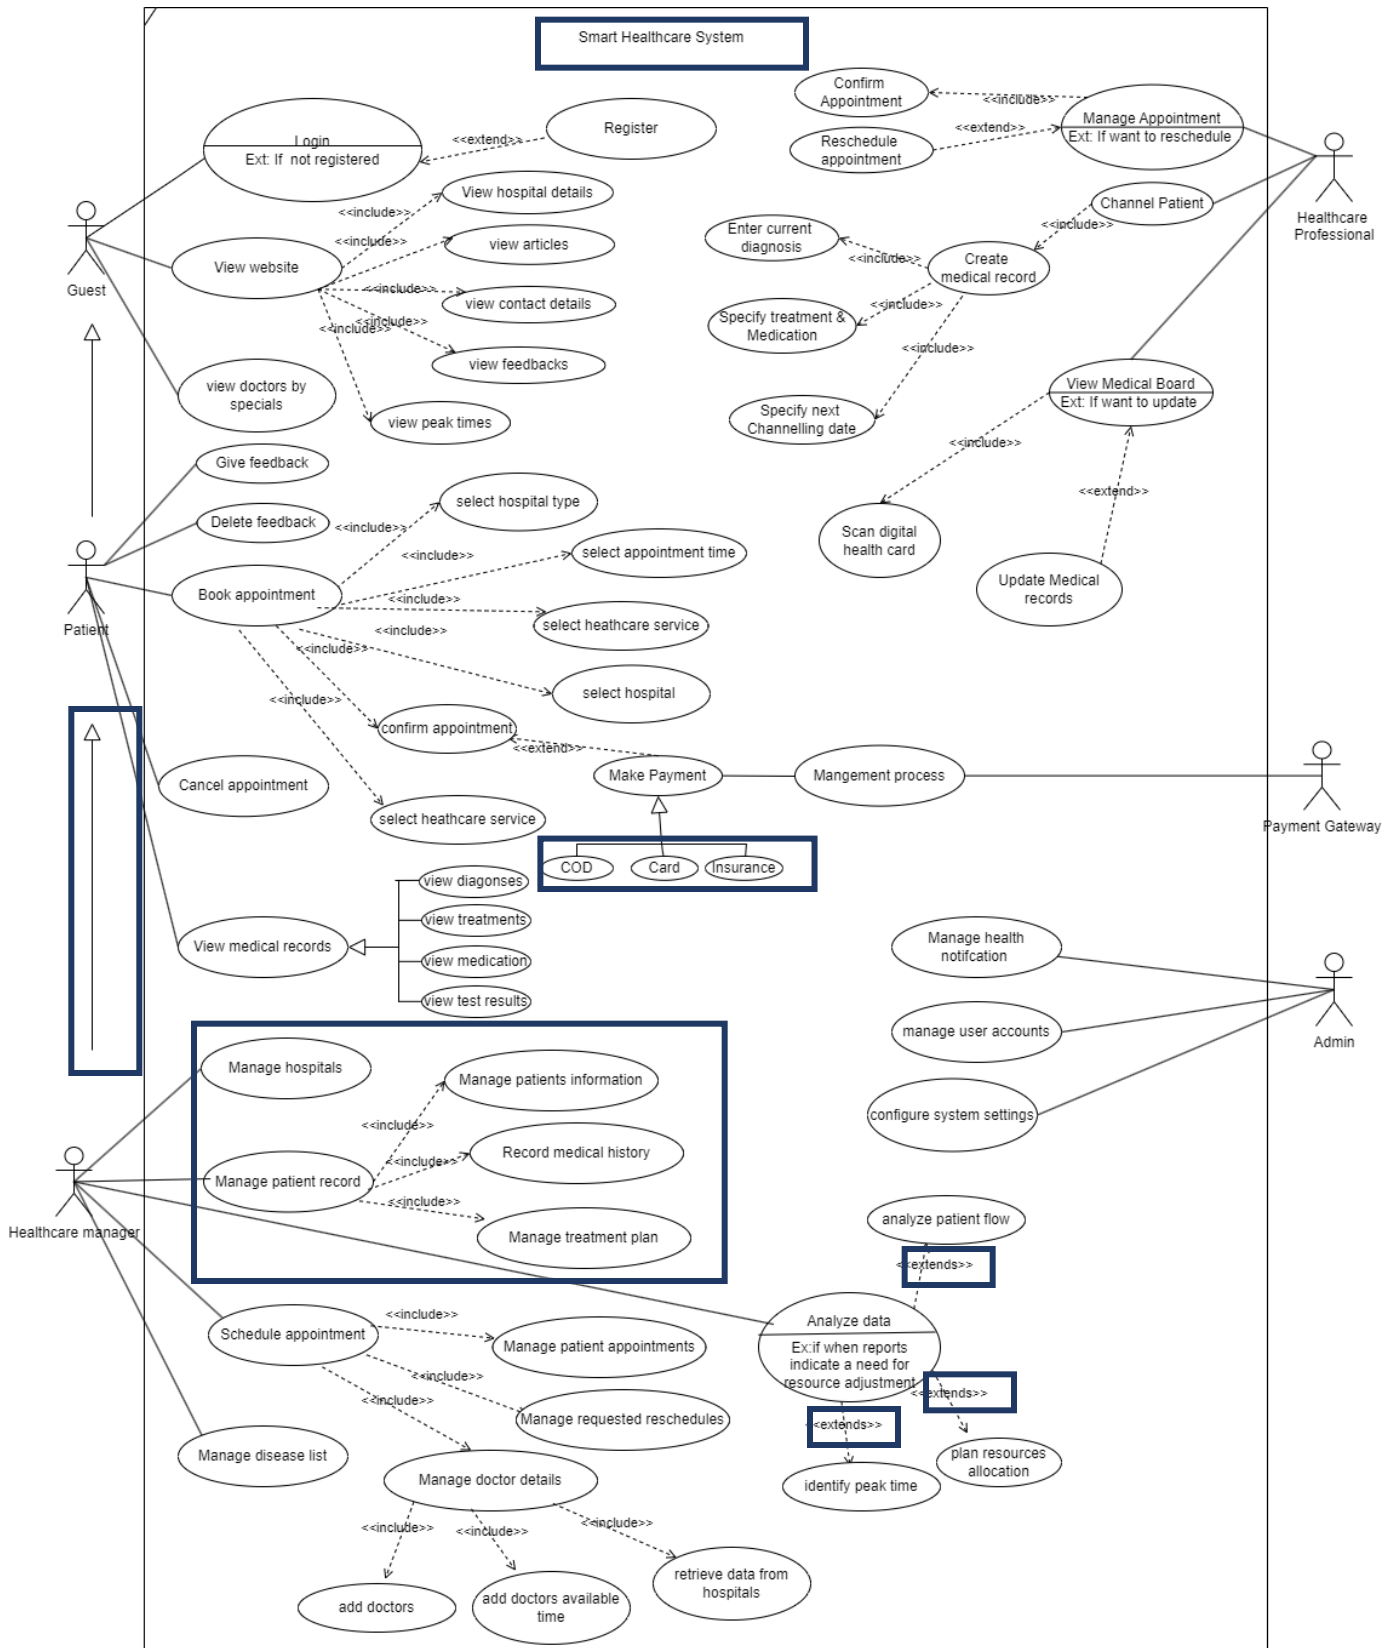 Smart Healthcare System
Login
Ext: If  not registered
<<extend>>
Register
Confirm
Appointment
<<include>>
Manage Appointment
Ext: If want to reschedule
<<extend>>
Reschedule
appointment
Healthcare
Professional
Channel Patient
<<include>>
View hospital details
<<include>>
<<include>>
view articles
View website
Guest
<<include>>
view contact details
<<include>>
<<include>>
view feedbacks
view peak times
view doctors by
specials
Enter current
diagnosis
<<include>>
Create
medical record
<<include>>
Specify treatment &
Medication
<<include>>
Specify next
Channelling date
View Medical Board
Ext: If want to update
<<include>>
<<extend>>
Scan digital
health card
Update Medical
records
Give feedback
Delete feedback
Patient
Book appointment
<<include>>
select hospital type
<<include>>
select appointment time
<<include>>
select heathcare service
<<include>>
<<include>>
select hospital
<<include>>
confirm appointment
<<extend>>
Cancel appointment
select heathcare service
Make Payment
Mangement process
Payment Gateway
COD
Card
Insurance
View medical records
view diagonses
view treatments
view medication
view test results
Manage health
notifcation
manage user accounts
configure system settings
Admin
Manage hospitals
Manage patients information
<<include>>
<<include>>
Record medical history
Manage patient record
<<include>>
Manage treatment plan
Healthcare manager
analyze patient flow
<<extends>>
Analyze data
Ex:if when reports
indicate a need for
resource adjustment
<<extends>>
<<extends>>
plan resources
allocation
identify peak time
Schedule appointment
<<include>>
Manage patient appointments
<<include>>
Manage requested reschedules
<<include>>
Manage disease list
Manage doctor details
<<include>>
<<include>>
<<include>>
add doctors
add doctors available
time
retrieve data from
hospitals